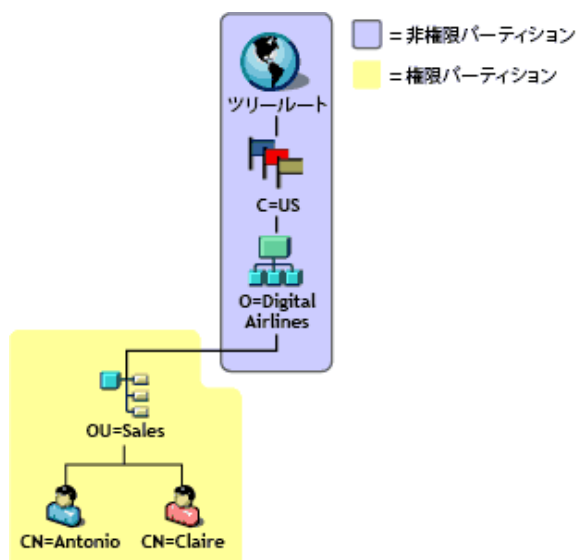 = 非権限パーティション
= 権限パーティション
ツリールート
C=US
O=Digital
Airlines
OU=Sales
CN=Antonio
CN=Claire